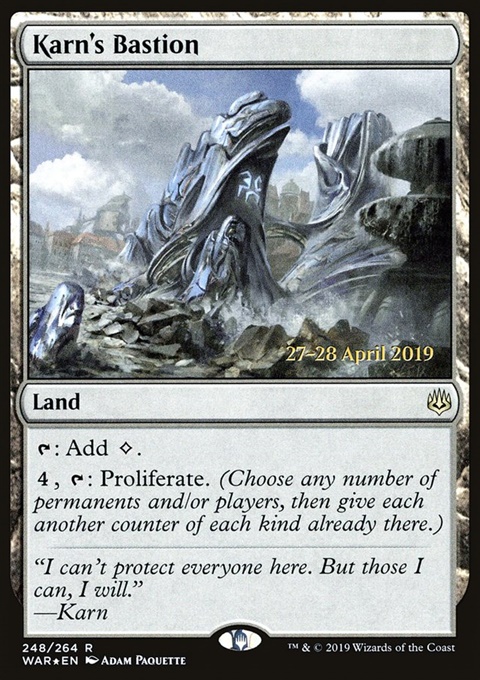 Karn's Bastion
27–28 April 2019
Land
: Add .
4, : Proliferate. (Choose any number of
permanents and/or players, then give each
another counter of each kind already there.)
“I can't protect everyone here. But those I
can, I will.”
—Karn
248/264 R
WAR★EN Adam Paquette
™ & © 2019 Wizards of the Coast